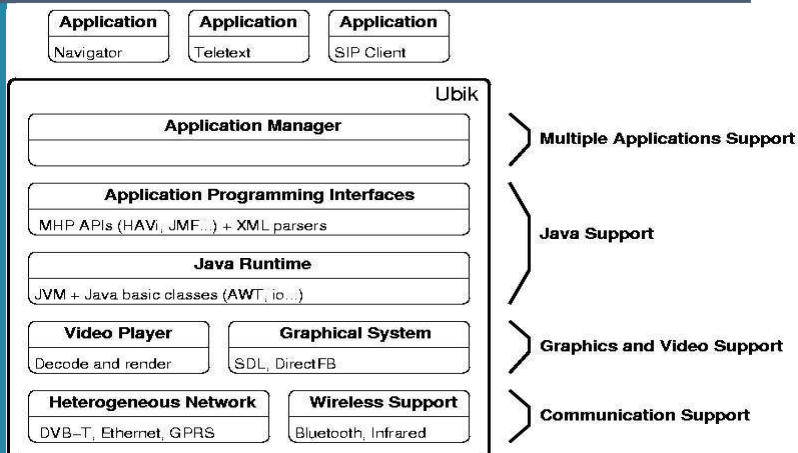 Application
Navigator
Application
Teletext
Application
SIP Client
Ubik
Application Manager
Multiple Applications Support
Application Programming Interfaces
MHP APIs (HAVi, JMF...) + XML parsers
Java Support
Java Runtime
JVM + Java basic classes (AWT, io...)
Video Player
Decode and render
Graphical System
SDL, DirectFB
Graphics and Video Support
Heterogeneous Network
DVB-T, Ethernet, GPRS
Wireless Support
Bluetooth, Infrared
Communication Support